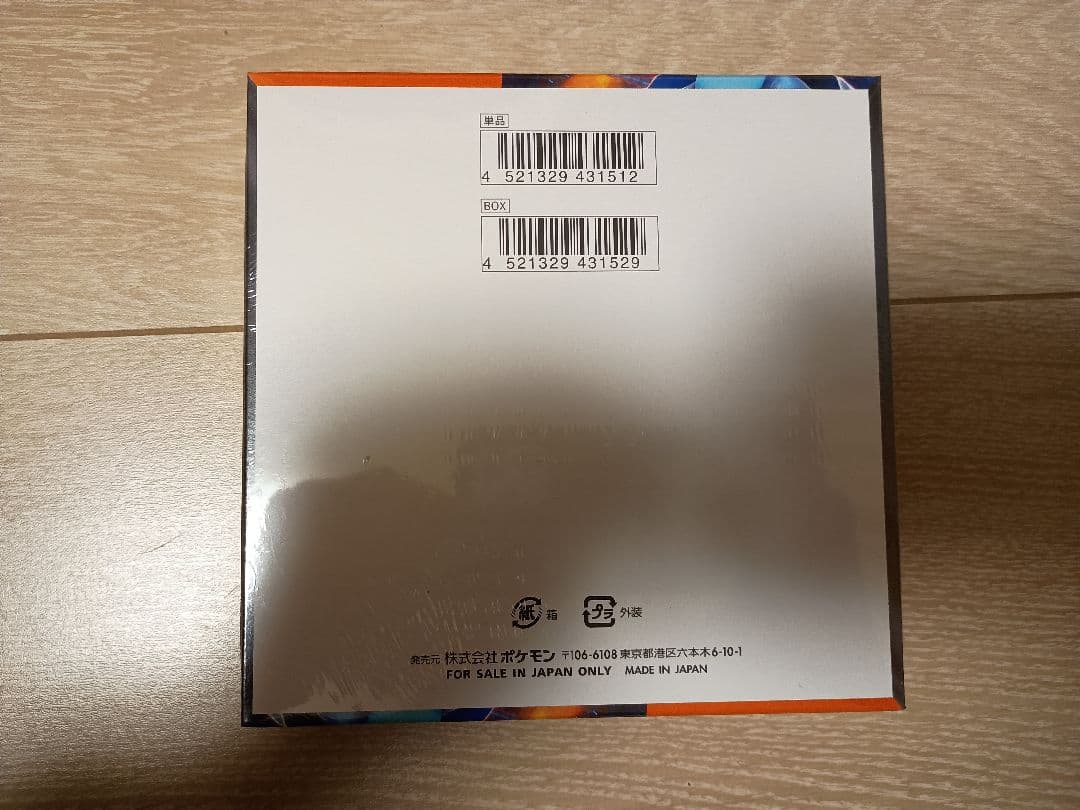 単品
4 521329 431512
BOX
4 521329 431529
紙 箱 プラ 外装
発売元 株式会社ポケモン 〒106-6108 東京都港区六本木6-10-1
FOR SALE IN JAPAN ONLY MADE IN JAPAN